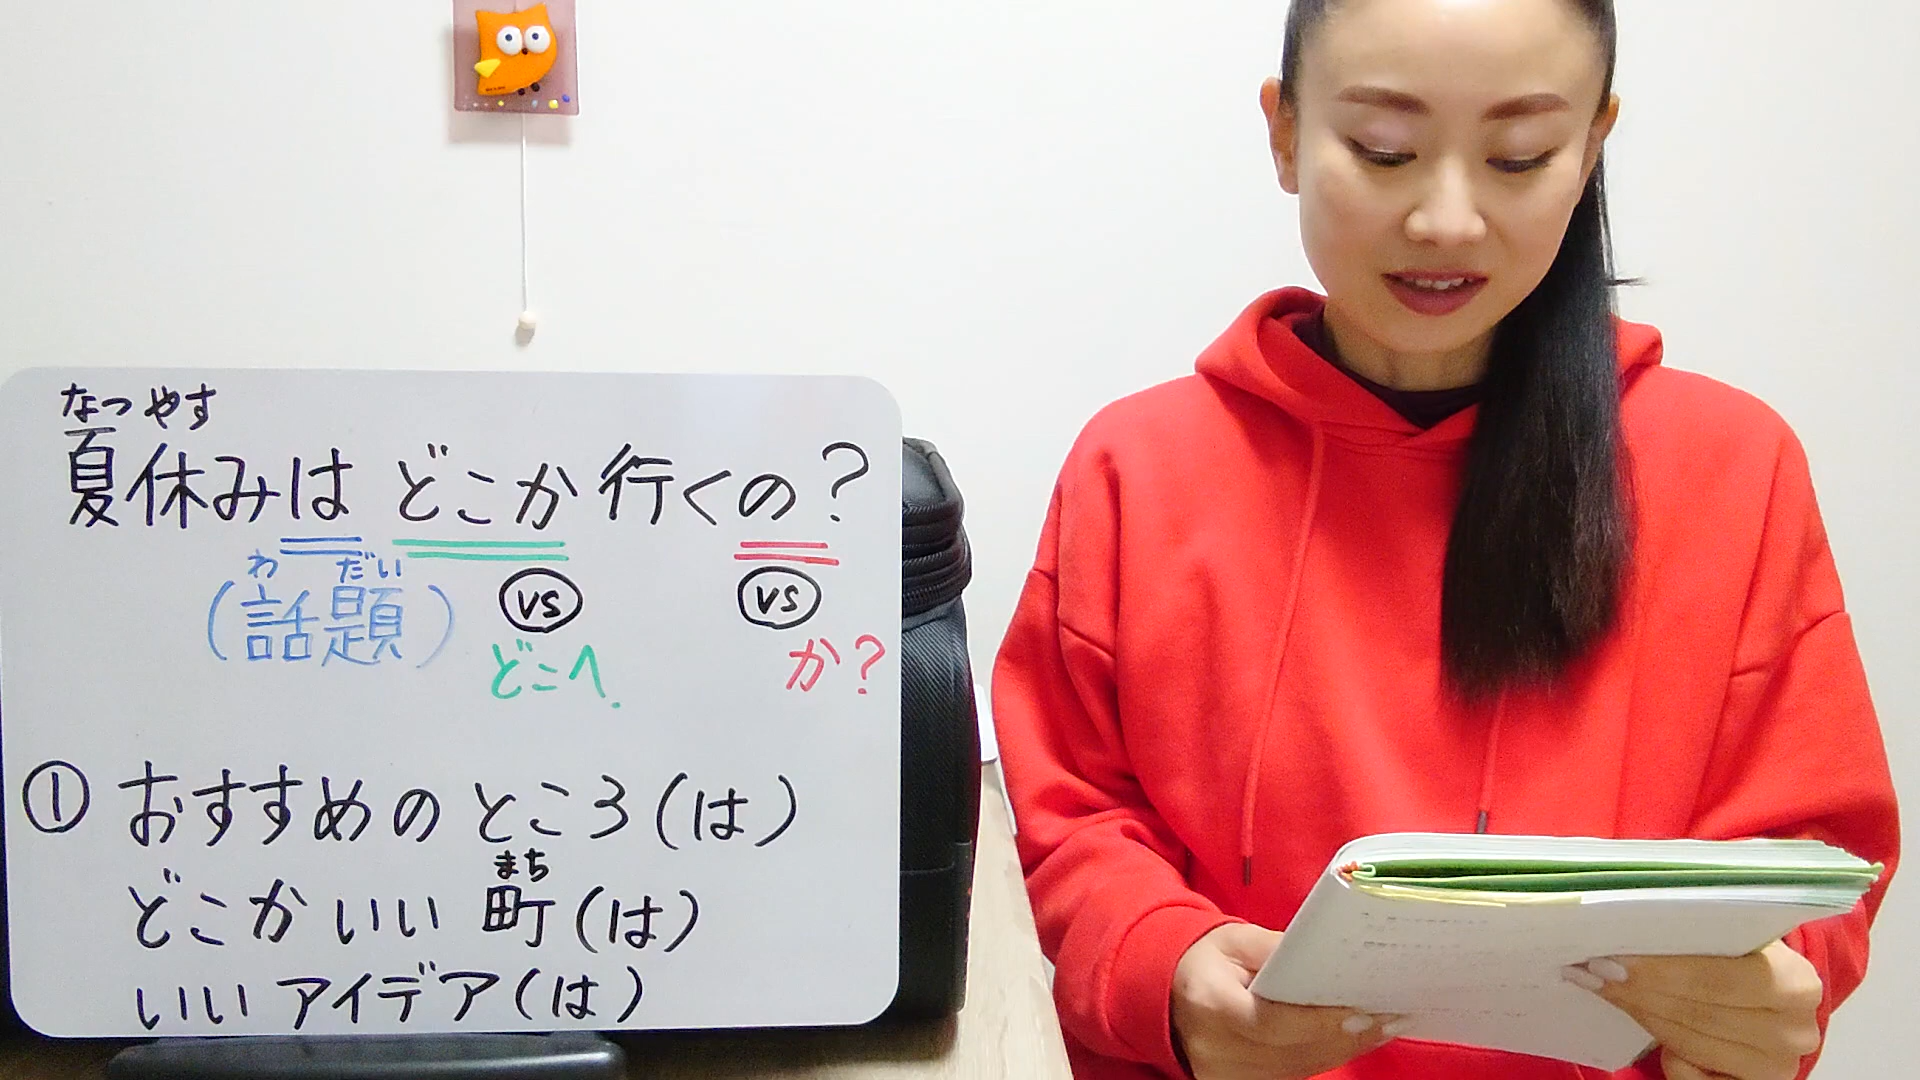 なつ やす
夏休みは どこか 行くの？
わ だい
(話題)
vs
vs
どこへ
か？
① おすすめの ところ(は)
まち
どこか いい 町(は)
いい アイデア(は)